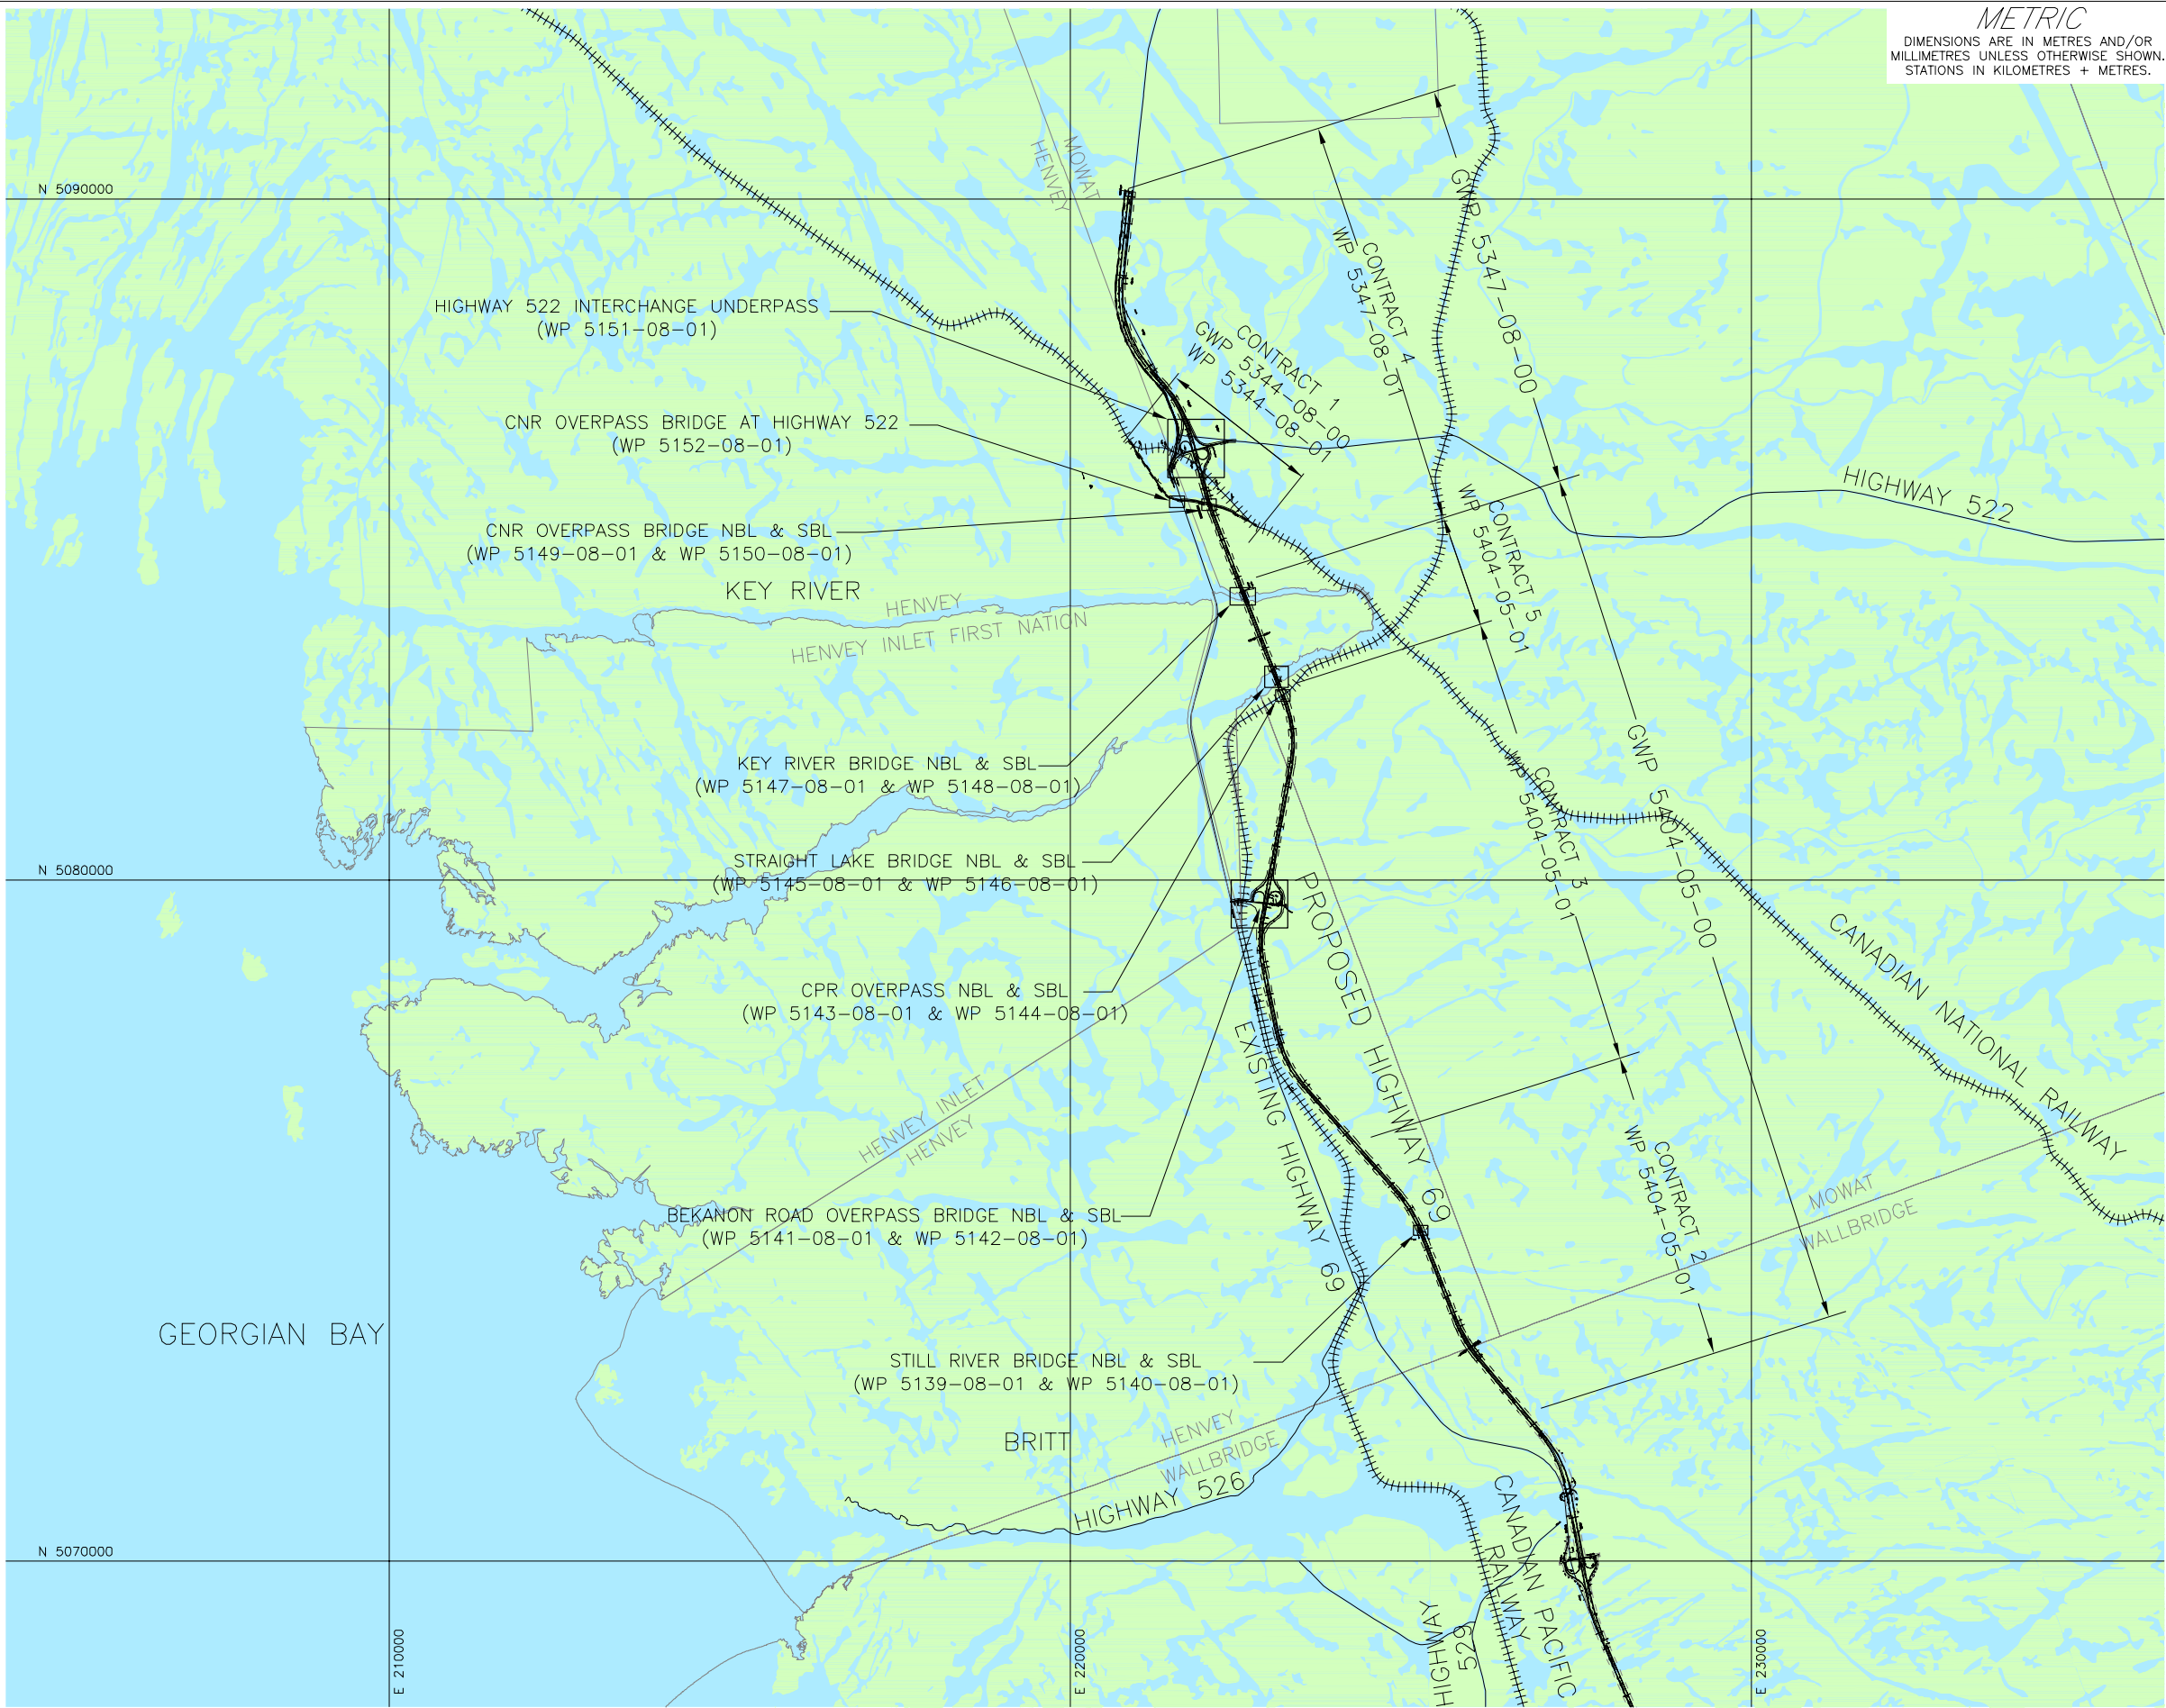 METRIC
DIMENSIONS ARE IN METRES AND/OR
MILLIMETRES UNLESS OTHERWISE SHOWN.
STATIONS IN KILOMETRES + METRES.
N 5090000
MOWAT
HENVEY
GWP 5347-08-00
CONTRACT 4
WP 5347-08-01
HIGHWAY 522 INTERCHANGE UNDERPASS
(WP 5151-08-01)
CONTRACT 1
GWP 5344-08-00
WP 5344-08-01
CNR OVERPASS BRIDGE AT HIGHWAY 522
(WP 5152-08-01)
HIGHWAY 522
CNR OVERPASS BRIDGE NBL & SBL
(WP 5149-08-01 & WP 5150-08-01)
CONTRACT 5
WP 5404-05-01
KEY RIVER
HENVEY
HENVEY INLET FIRST NATION
KEY RIVER BRIDGE NBL & SBL
(WP 5147-08-01 & WP 5148-08-01)
GWP 5404-05-00
CONTRACT 3
WP 5404-05-01
STRAIGHT LAKE BRIDGE NBL & SBL
(WP 5145-08-01 & WP 5146-08-01)
N 5080000
PROPOSED HIGHWAY 69
CANADIAN NATIONAL RAILWAY
CPR OVERPASS NBL & SBL
(WP 5143-08-01 & WP 5144-08-01)
EXISTING HIGHWAY 69
HENVEY INLET
HENVEY
CONTRACT 2
WP 5404-05-01
MOWAT
WALLBRIDGE
BEKANON ROAD OVERPASS BRIDGE NBL & SBL
(WP 5141-08-01 & WP 5142-08-01)
GEORGIAN BAY
STILL RIVER BRIDGE NBL & SBL
(WP 5139-08-01 & WP 5140-08-01)
BRITT
HENVEY
WALLBRIDGE
HIGHWAY 526
N 5070000
CANADIAN PACIFIC
RAILWAY
HIGHWAY
529
E 210000
E 220000
E 230000